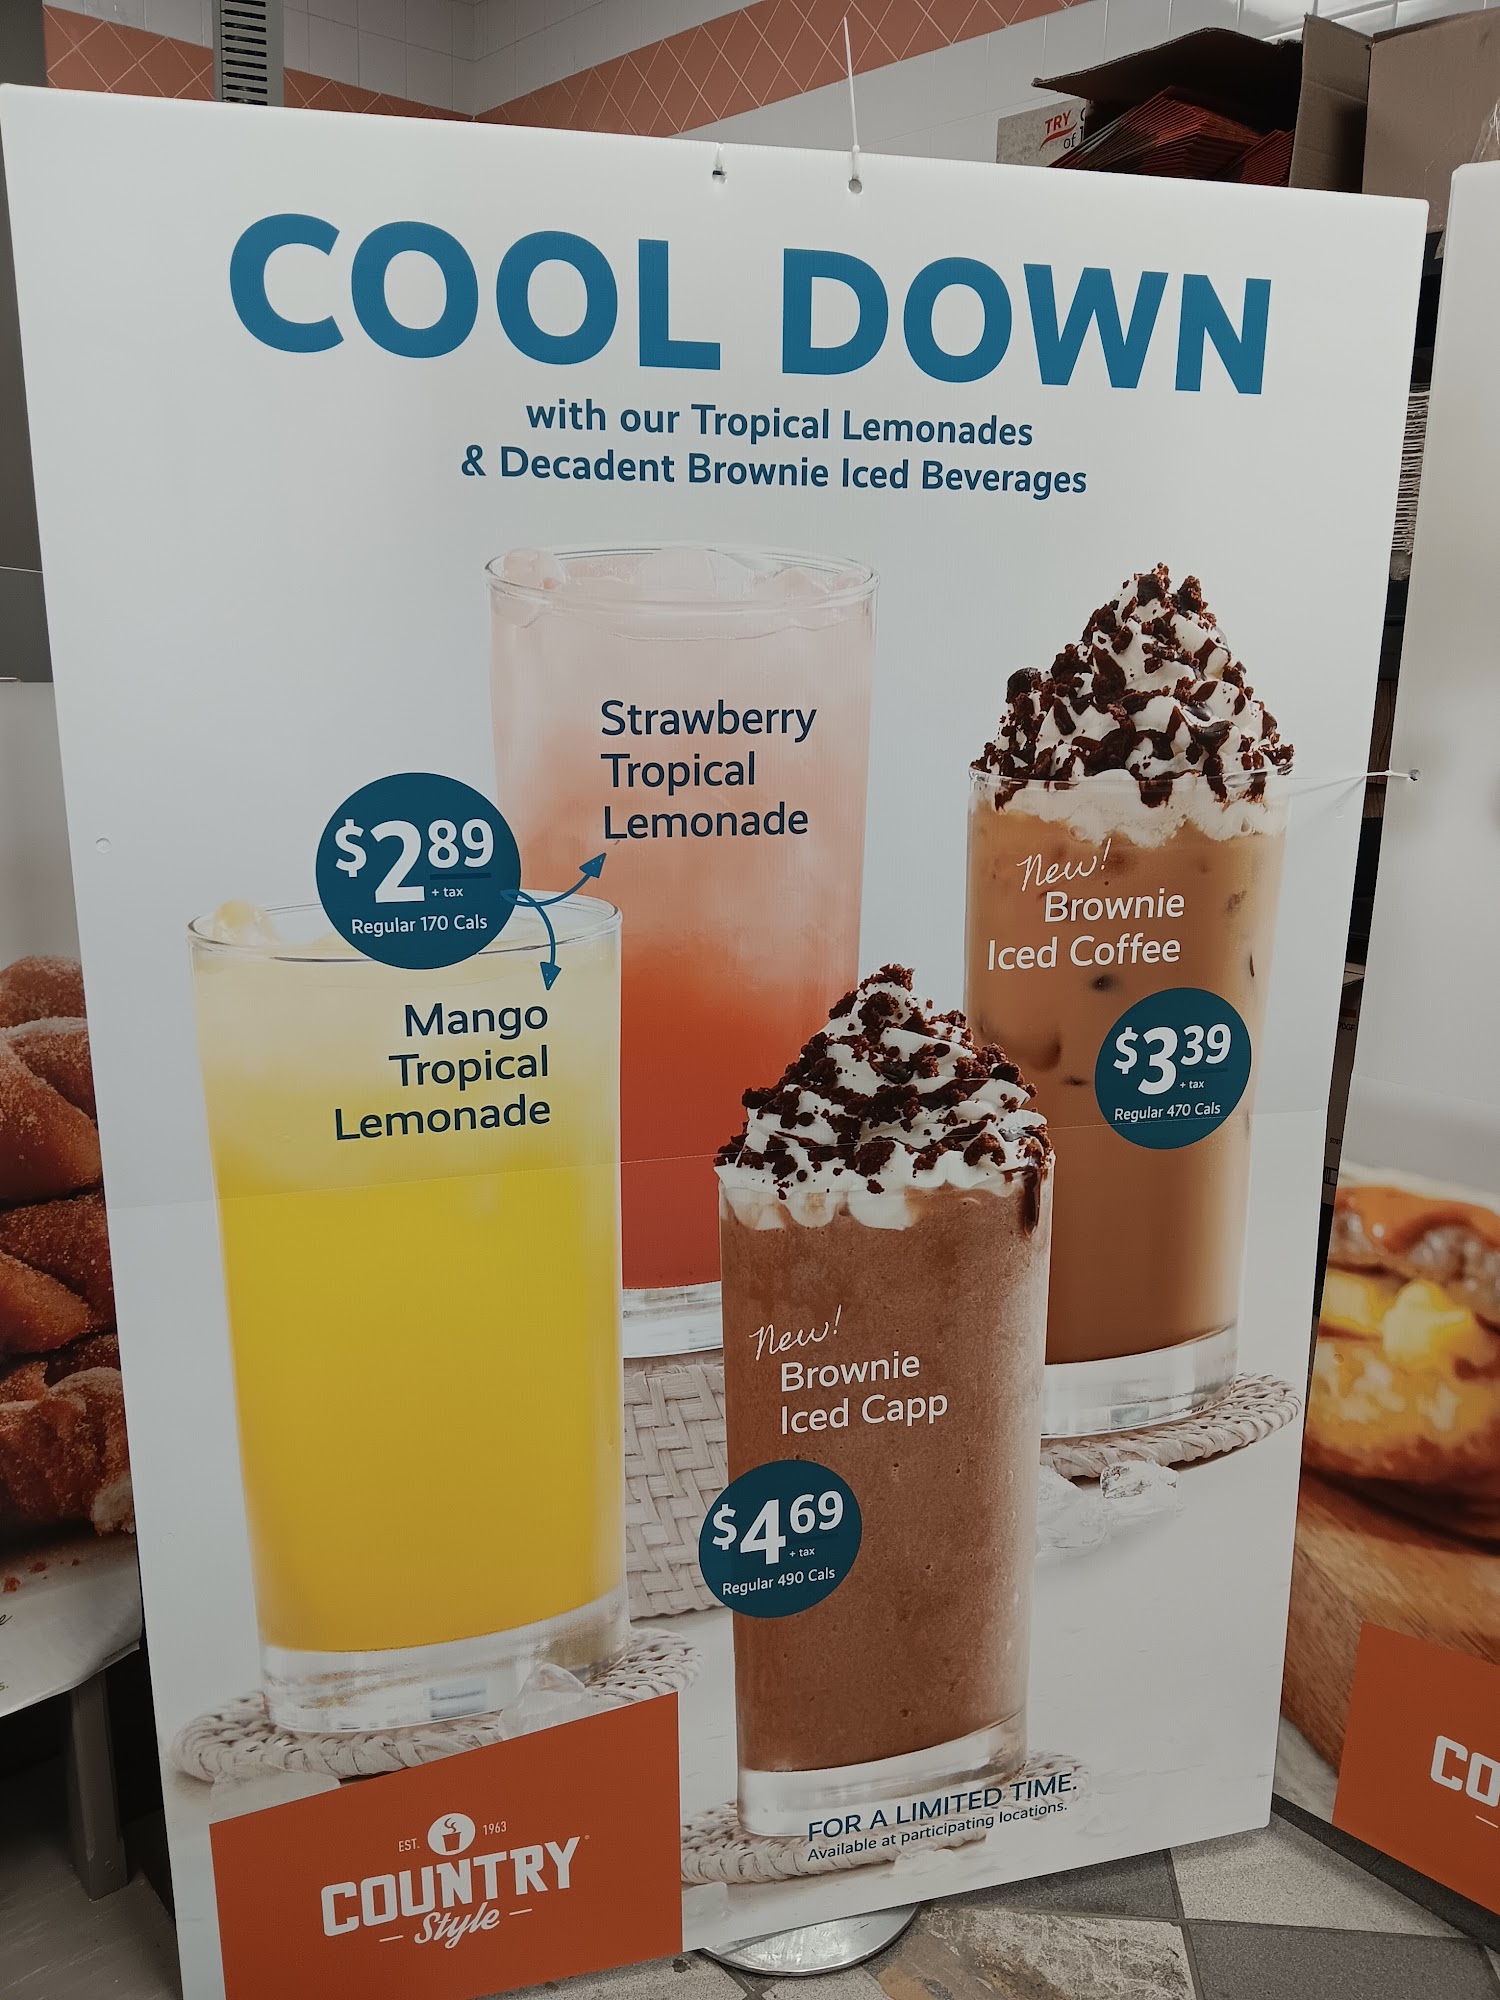 TRY
of
COOL DOWN
with our Tropical Lemonades
& Decadent Brownie Iced Beverages
Strawberry
Tropical
Lemonade
$2 89
+ tax
Regular 170 Cals
Mango
Tropical
Lemonade
New!
Brownie
Iced Coffee
$3 39
+ tax
Regular 470 Cals
New!
Brownie
Iced Capp
$4 69
+ tax
Regular 490 Cals
FOR A LIMITED TIME.
Available at participating locations.
EST. 1963
COUNTRY
Style
CO